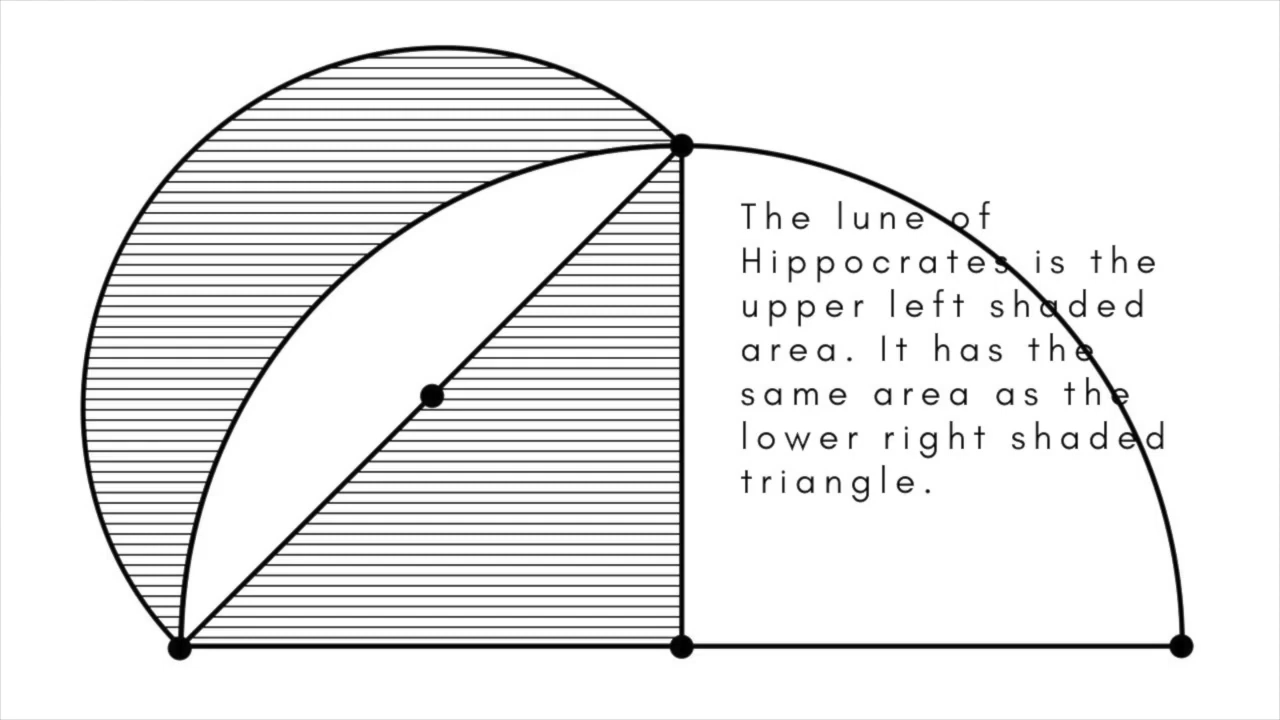 The lune of
Hippocrates is the
upper left shaded
area. It has the
same area as the
lower right shaded
triangle.